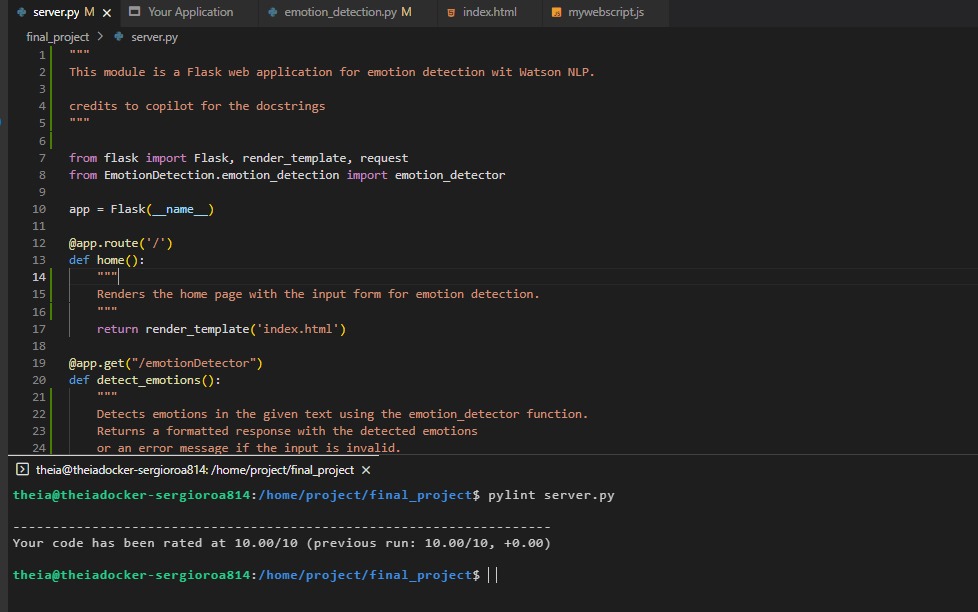 server.py M
Your Application
emotion_detection.py M
index.html
mywebscript.js
final_project > server.py
1 """
2 This module is a Flask web application for emotion detection wit Watson NLP.
3
4 credits to copilot for the docstrings
5 """
6
7 from flask import Flask, render_template, request
8 from EmotionDetection.emotion_detection import emotion_detector
9
10 app = Flask(__name__)
11
12 @app.route('/')
13 def home():
14     """
15     Renders the home page with the input form for emotion detection.
16     """
17     return render_template('index.html')
18
19 @app.get("/emotionDetector")
20 def detect_emotions():
21     """
22     Detects emotions in the given text using the emotion_detector function.
23     Returns a formatted response with the detected emotions
24     or an error message if the input is invalid.
theia@theiadocker-sergioroa814: /home/project/final_project
theia@theiadocker-sergioroa814:/home/project/final_project$ pylint server.py
--------------------------------------------------------------------
Your code has been rated at 10.00/10 (previous run: 10.00/10, +0.00)
theia@theiadocker-sergioroa814:/home/project/final_project$